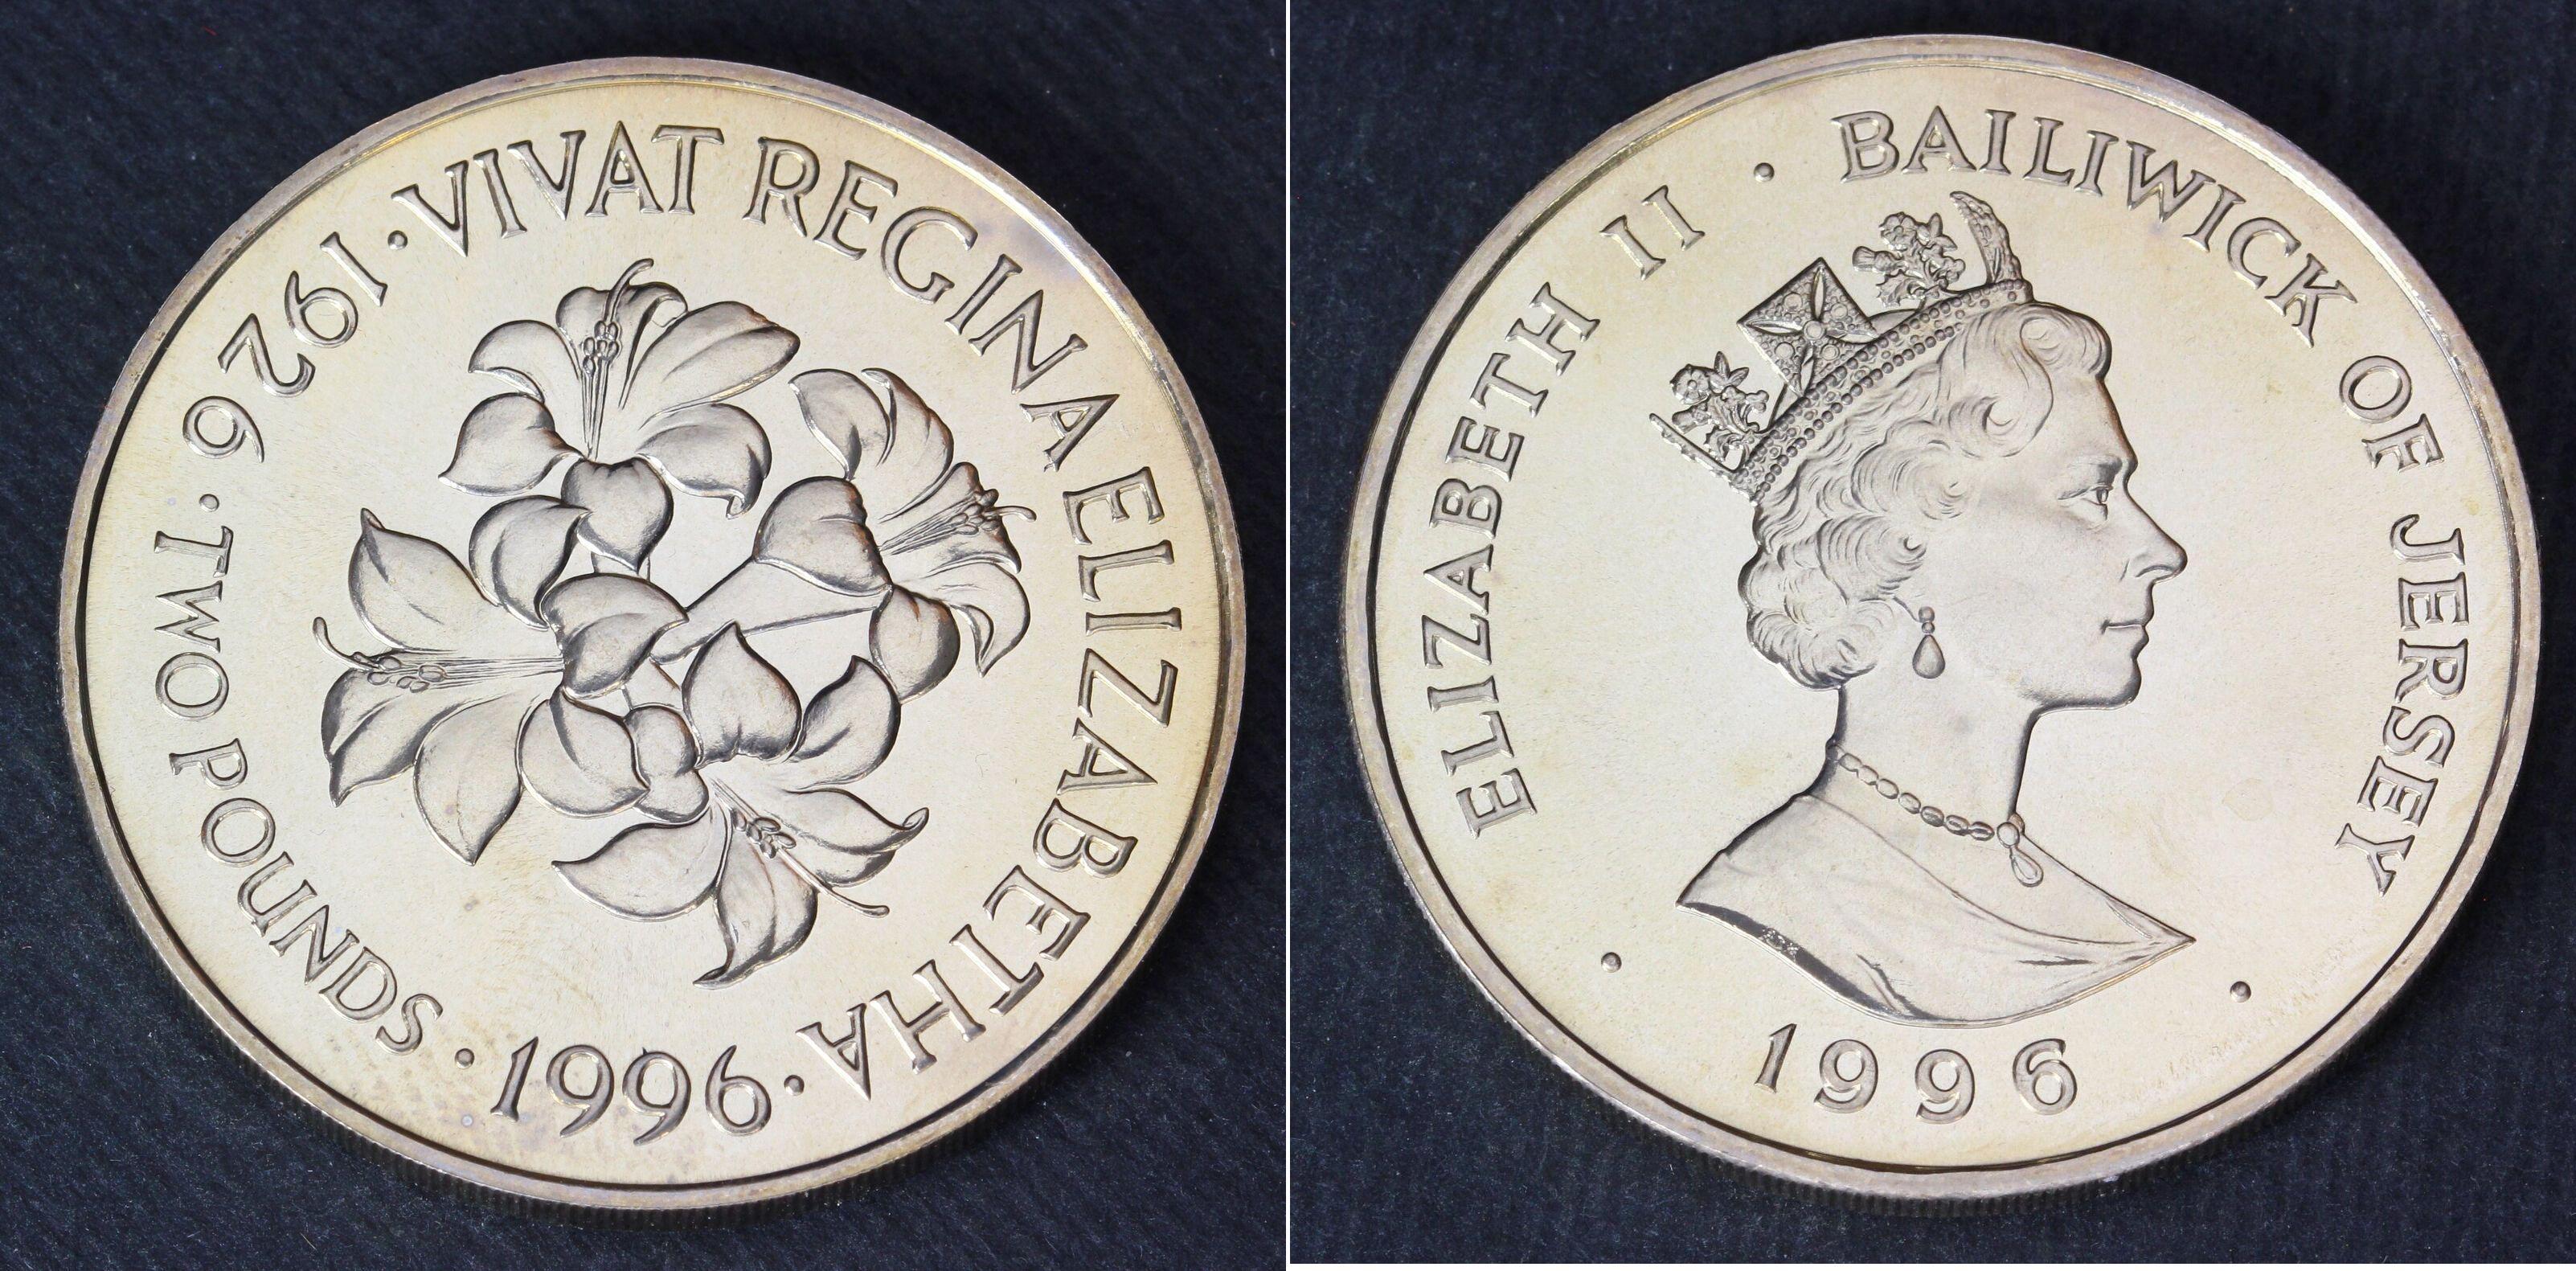 1926 · VIVAT REGINA ELIZABETHA ·
TWO POUNDS · 1996 ·
ELIZABETH II · BAILIWICK OF JERSEY
· 1996 ·